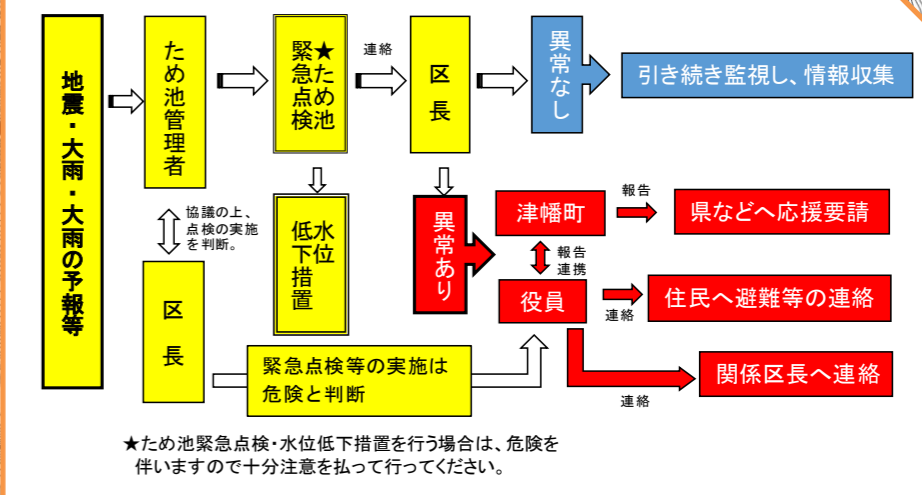 地震・大雨・大雨の予報等
ため池管理者
★ため池
緊急点検
連絡
区長
異常なし
引き続き監視し、情報収集
協議の上、
点検の実施
を判断。
区長
水位
低下措置
異常あり
津幡町
報告
県などへ応援要請
報告
連携
役員
連絡
住民へ避難等の連絡
緊急点検等の実施は
危険と判断
連絡
関係区長へ連絡
★ため池緊急点検・水位低下措置を行う場合は、危険を
伴いますので十分注意を払って行ってください。